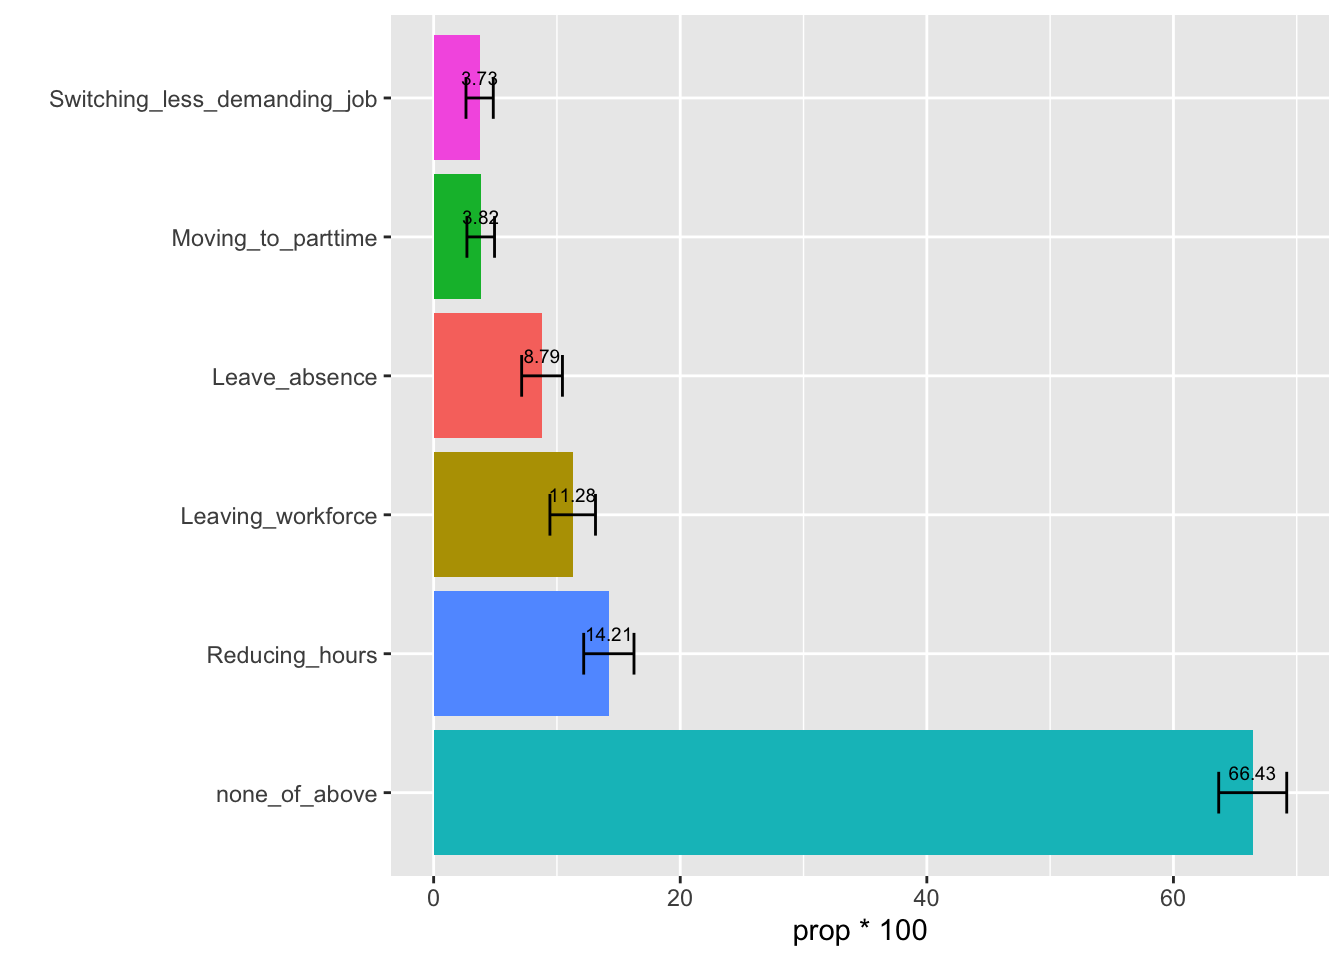 Switching_less_demanding_job
3.73
Moving_to_parttime
3.82
Leave_absence
8.79
Leaving_workforce
11.28
Reducing_hours
14.21
none_of_above
66.43
0 20 40 60
prop * 100